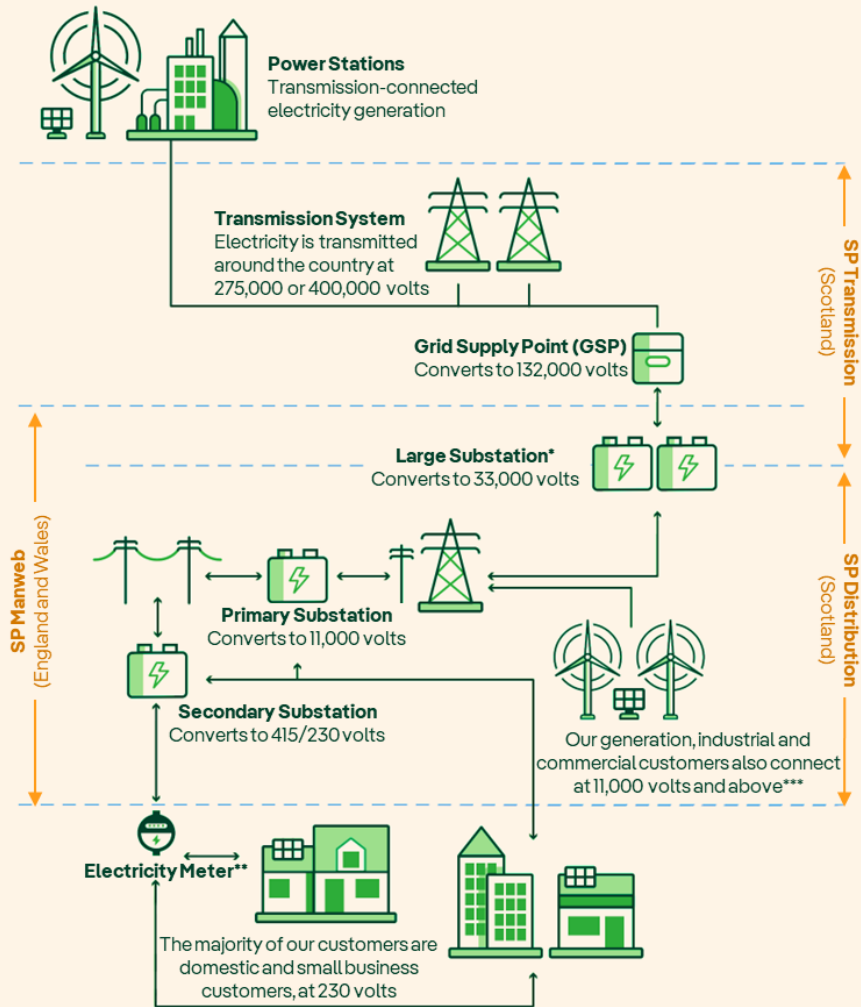 Power Stations
Transmission-connected
electricity generation
Transmission System
Electricity is transmitted
around the country at
275,000 or 400,000 volts
SP Transmission
(Scotland)
Grid Supply Point (GSP)
Converts to 132,000 volts
Large Substation*
Converts to 33,000 volts
SP Manweb
(England and Wales)
SP Distribution
(Scotland)
Primary Substation
Converts to 11,000 volts
Secondary Substation
Converts to 415/230 volts
Our generation, industrial and
commercial customers also connect
at 11,000 volts and above***
Electricity Meter**
The majority of our customers are
domestic and small business
customers, at 230 volts